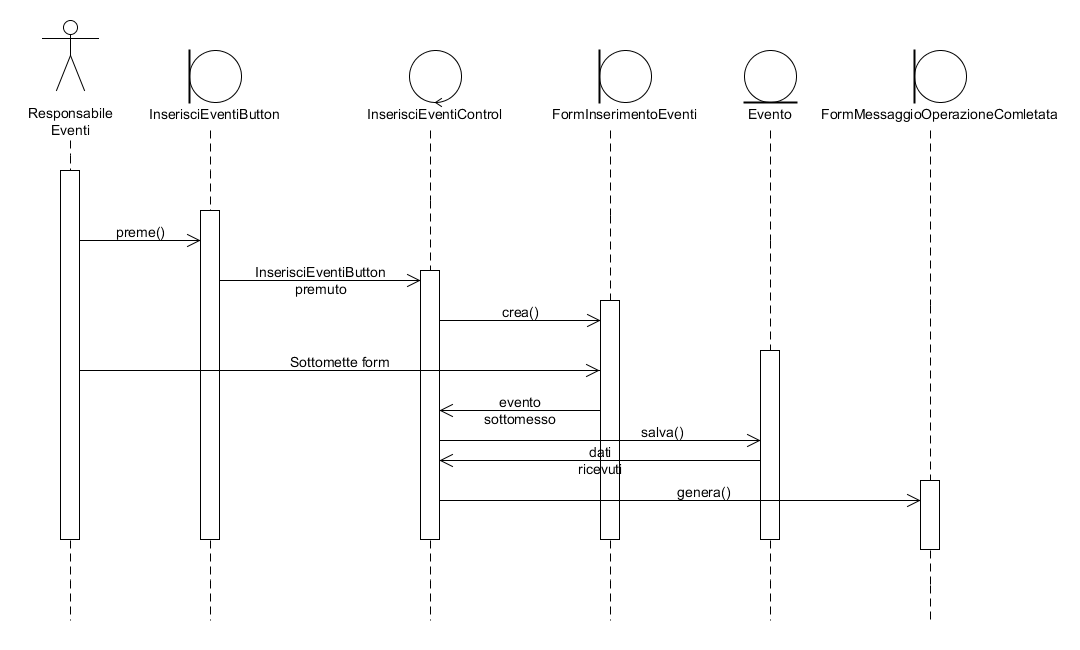 Responsabile
Eventi
InserisciEventiButton
InserisciEventiControl
FormInserimentoEventi
Evento
FormMessaggioOperazioneComletata
preme()
InserisciEventiButton
premuto
crea()
Sottomette form
evento
sottomesso
salva()
dati
ricevuti
genera()